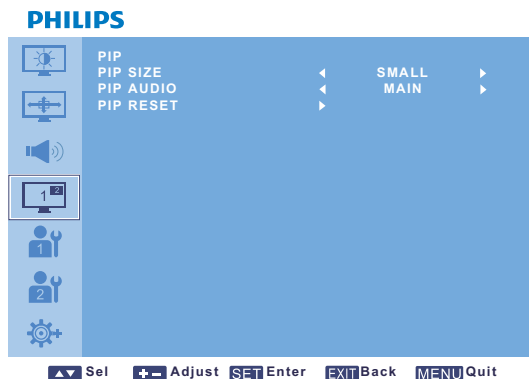 PHILIPS
PIP
PIP SIZE SMALL
PIP AUDIO MAIN
PIP RESET
1 2
1
2
Sel Adjust SET Enter EXIT Back MENU Quit